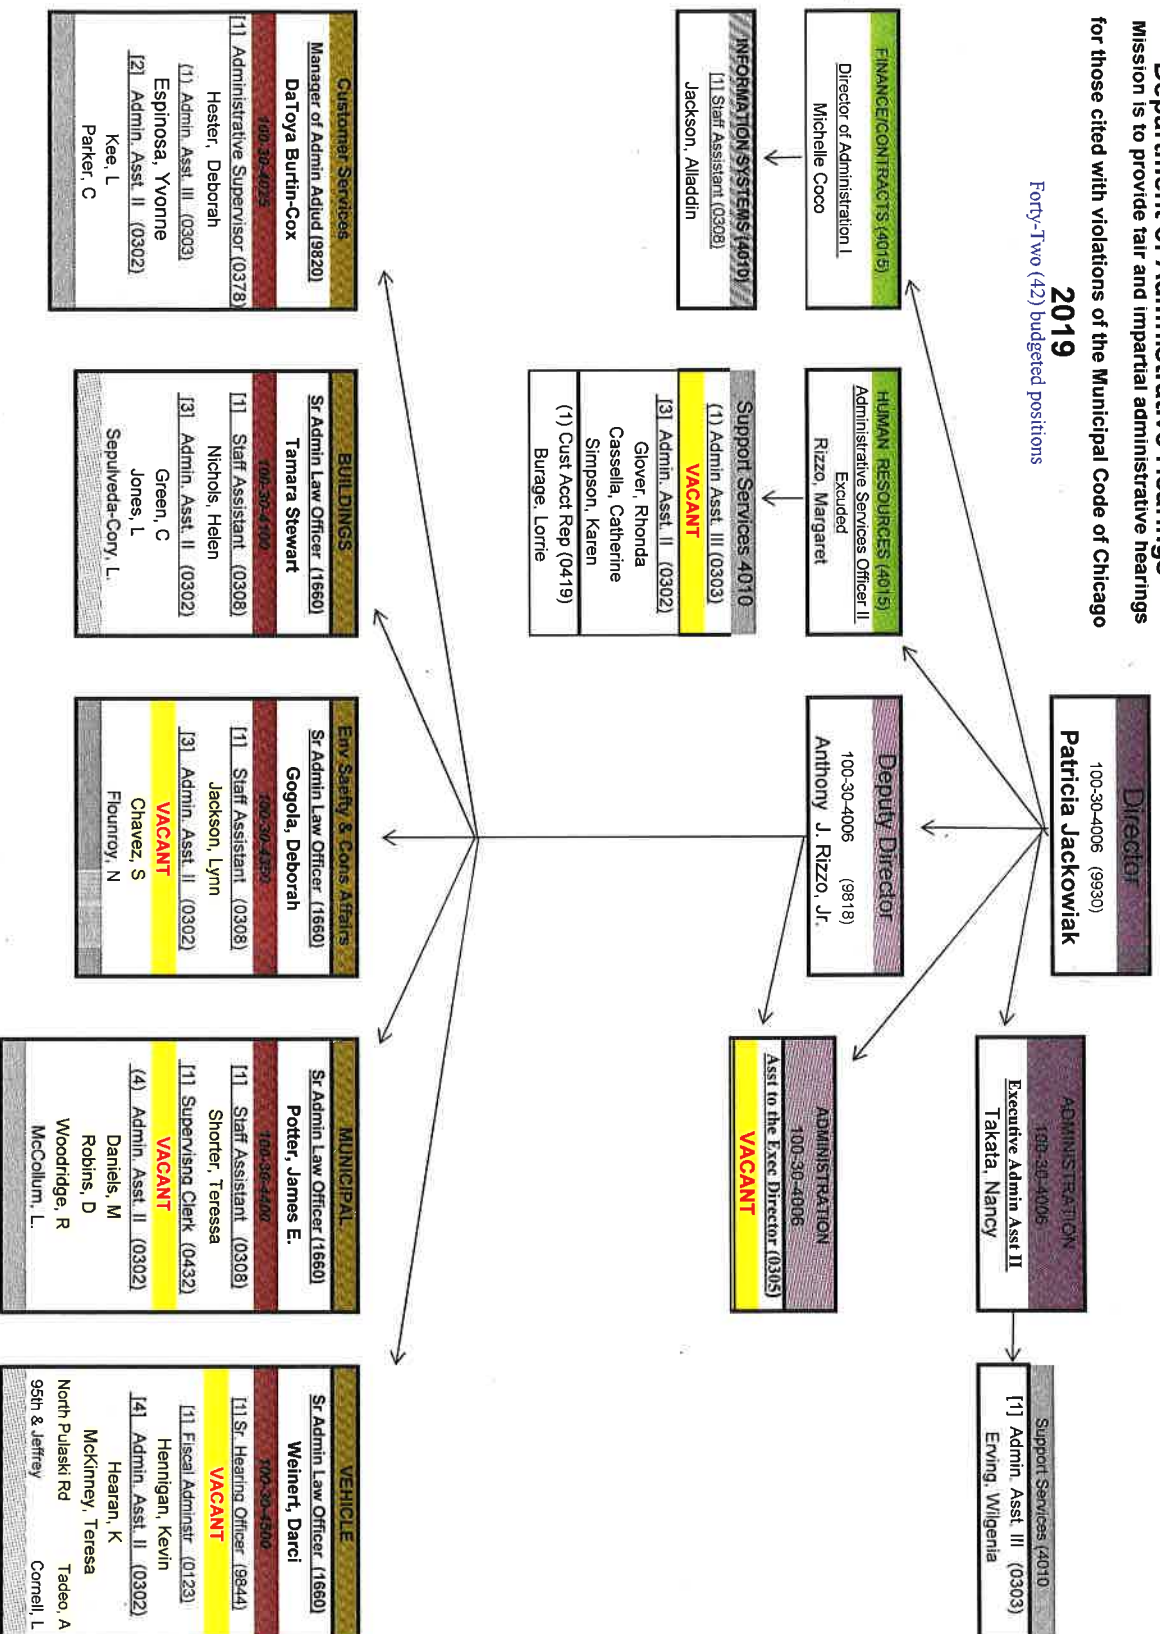 Department of Administrative Hearings
Mission is to provide fair and impartial administrative hearings
for those cited with violations of the Municipal Code of Chicago
2019
Forty-Two (42) budgeted positions
Director
100-30-4006 (9930)
Patricia Jackowiak
ADMINISTRATION
100-30-4006
Executive Admin Asst II
Takata, Nancy
Support Services (4010
[1] Admin. Asst. III (0303)
Erving, Wilgenia
FINANCE/CONTRACTS (4015)
Director of Administration I
Michelle Coco
HUMAN RESOURCES (4015)
Administrative Services Officer II
Excuded
Rizzo, Margaret
Deputy Director
100-30-4006 (9818)
Anthony J. Rizzo, Jr.
ADMINISTRATION
100-30-4006
Asst to the Exec Director (0305)
VACANT
INFORMATION SYSTEMS (4010)
[1] Staff Assistant (0308)
Jackson, Alladdin
Support Services 4010
(1) Admin Asst. III (0303)
VACANT
[3] Admin. Asst. II (0302)
Glover, Rhonda
Cassella, Catherine
Simpson, Karen
(1) Cust Acct Rep (0419)
Burage, Lorrie
Customer Services
Manager of Admin Adjud (9820)
DaToya Burtin-Cox
100-30-4025
[1] Administrative Supervisor (0378)
Hester, Deborah
(1) Admin. Asst. III (0303)
Espinosa, Yvonne
[2] Admin. Asst. II (0302)
Kee, L
Parker, C
BUILDINGS
Sr Admin Law Officer (1660)
Tamara Stewart
100-30-4100
[1] Staff Assistant (0308)
Nichols, Helen
[3] Admin. Asst. II (0302)
Green, C
Jones, L
Sepulveda-Cory, L.
Env Saefty & Cons Affairs
Sr Admin Law Officer (1660)
Gogola, Deborah
100-30-4390
[1] Staff Assistant (0308)
Jackson, Lynn
[3] Admin. Asst. II (0302)
VACANT
Chavez, S
Flounroy, N
MUNICIPAL
Sr Admin Law Officer (1660)
Potter, James E.
100-30-4400
[1] Staff Assistant (0308)
Shorter, Teressa
[1] Supervisng Clerk (0432)
VACANT
(4) Admin. Asst. II (0302)
Daniels, M
Robins, D
Woodridge, R
McCollum, L.
VEHICLE
Sr Admin Law Officer (1660)
Weinert, Darci
100-30-4500
[1] Sr. Hearing Officer (9844)
VACANT
[1] Fiscal Adminstr (0123)
Hennigan, Kevin
[4] Admin. Asst. II (0302)
Hearan, K
McKinney, Teresa
North Pulaski Rd Tadeo, A
95th & Jeffrey Cornell, L